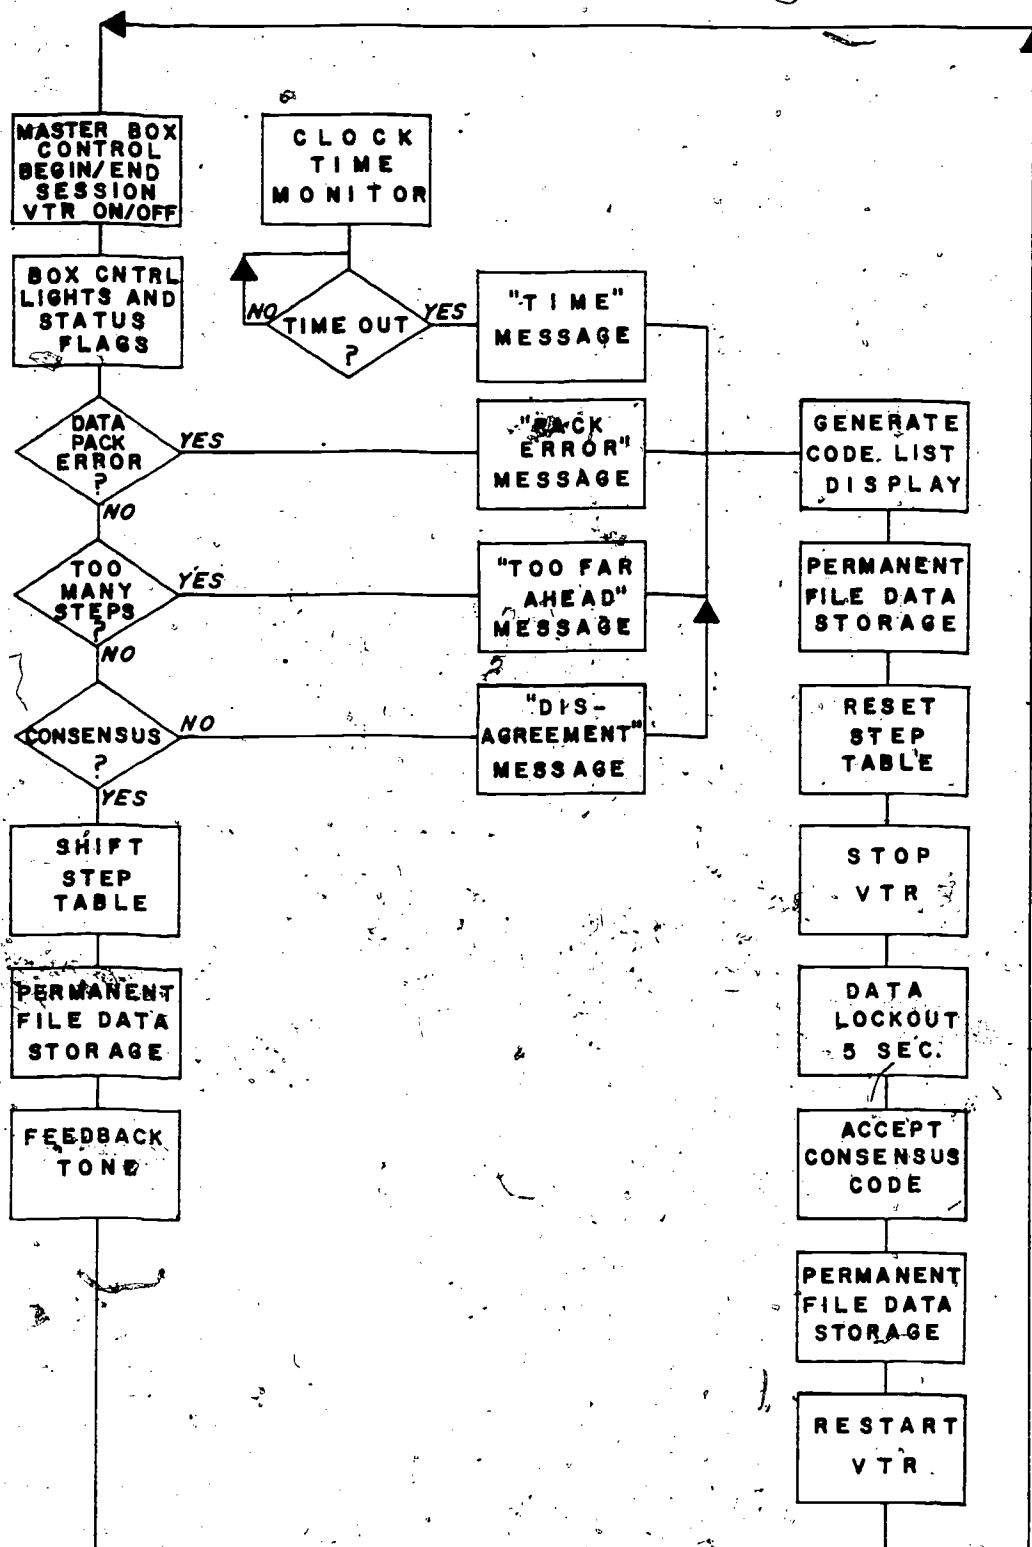 MASTER BOX
CONTROL
BEGIN/END
SESSION
VTR ON/OFF
CLOCK
TIME
MONITOR
BOX CNTRL
LIGHTS AND
STATUS
FLAGS
NO
TIME OUT
?
YES
"TIME"
MESSAGE
DATA
PACK
ERROR
?
YES
NO
"PACK
ERROR"
MESSAGE
GENERATE
CODE. LIST
DISPLAY
TOO
MANY
STEPS
?
YES
NO
"TOO FAR
AHEAD"
MESSAGE
PERMANENT
FILE DATA
STORAGE
CONSENSUS
?
NO
YES
"DIS-
AGREEMENT"
MESSAGE
RESET
STEP
TABLE
SHIFT
STEP
TABLE
STOP
VTR
PERMANENT
FILE DATA
STORAGE
DATA
LOCKOUT
5 SEC.
FEEDBACK
TONE
ACCEPT
CONSENSUS
CODE
PERMANENT
FILE DATA
STORAGE
RESTART
VTR